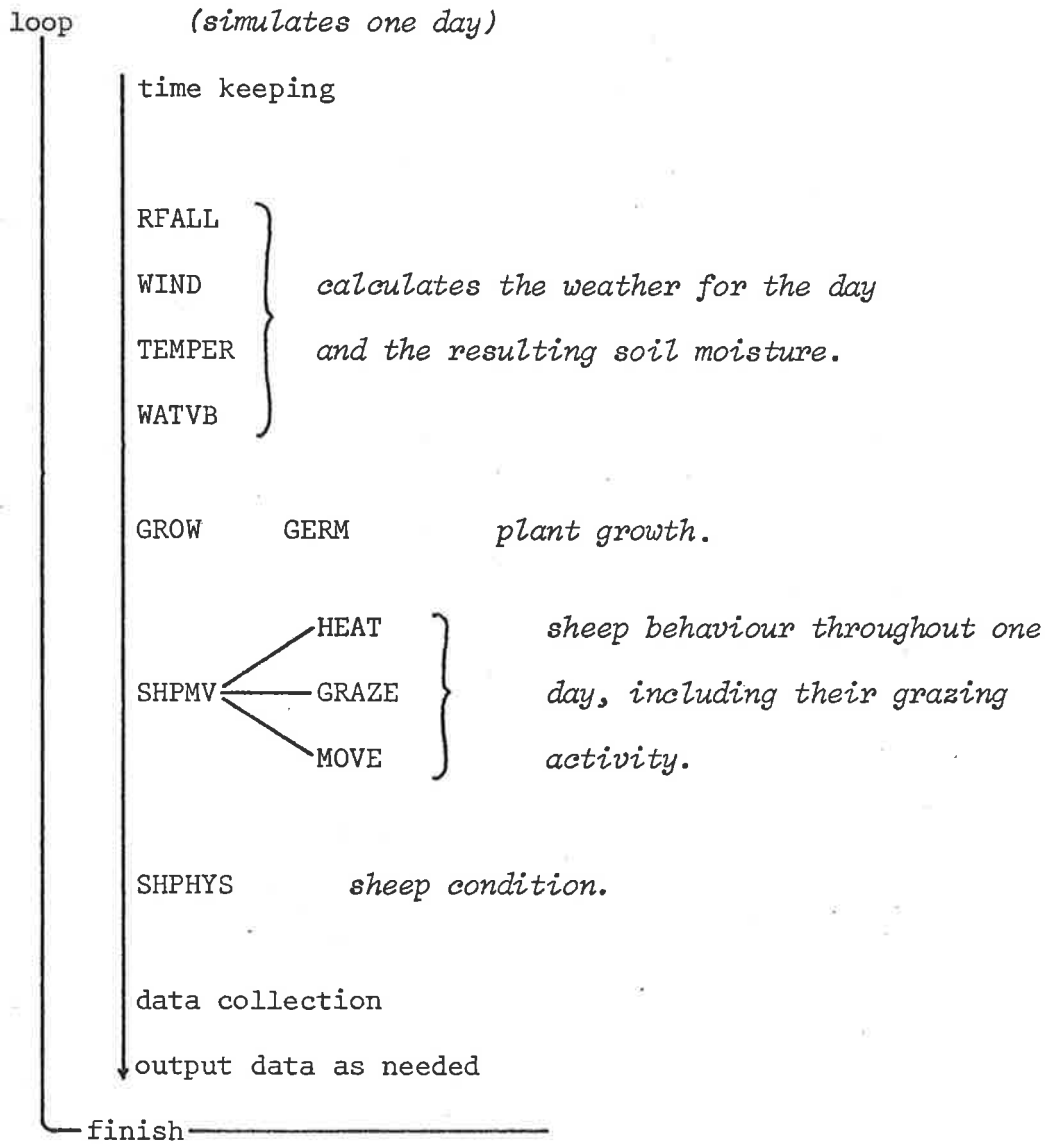 loop (simulates one day)
time keeping
RFALL
WIND calculates the weather for the day
TEMPER and the resulting soil moisture.
WATVB
GROW GERM plant growth.
HEAT sheep behaviour throughout one
SHPMV GRAZE day, including their grazing
MOVE activity.
SHPHYS sheep condition.
data collection
output data as needed
finish